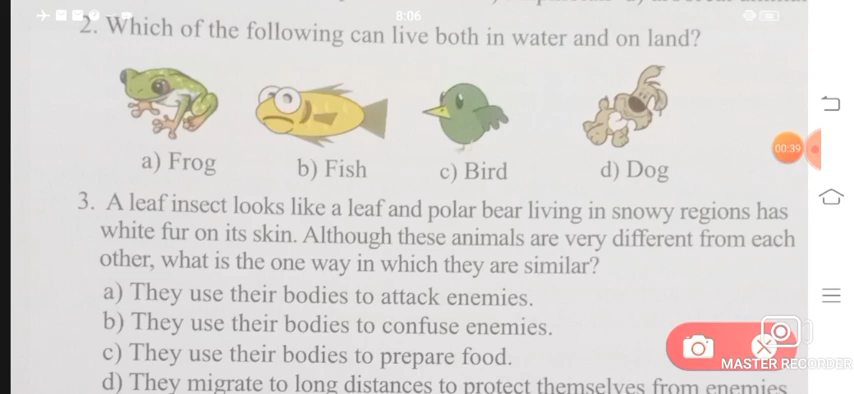 8:06
2. Which of the following can live both in water and on land?
a) Frog
b) Fish
c) Bird
d) Dog
00:39
3. A leaf insect looks like a leaf and polar bear living in snowy regions has
white fur on its skin. Although these animals are very different from each
other, what is the one way in which they are similar?
a) They use their bodies to attack enemies.
b) They use their bodies to confuse enemies.
c) They use their bodies to prepare food.
d) They migrate to long distances to protect themselves from enemies
MASTER RECORDER